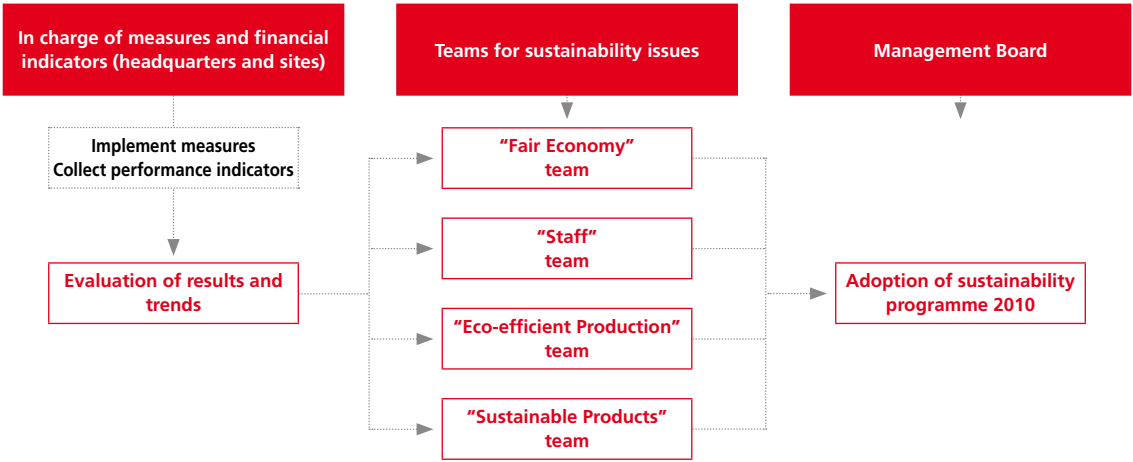 In charge of measures and financial
indicators (headquarters and sites)
Teams for sustainability issues
Management Board
Implement measures
Collect performance indicators
Evaluation of results and
trends
“Fair Economy”
team
“Staff”
team
“Eco-efficient Production”
team
“Sustainable Products”
team
Adoption of sustainability
programme 2010